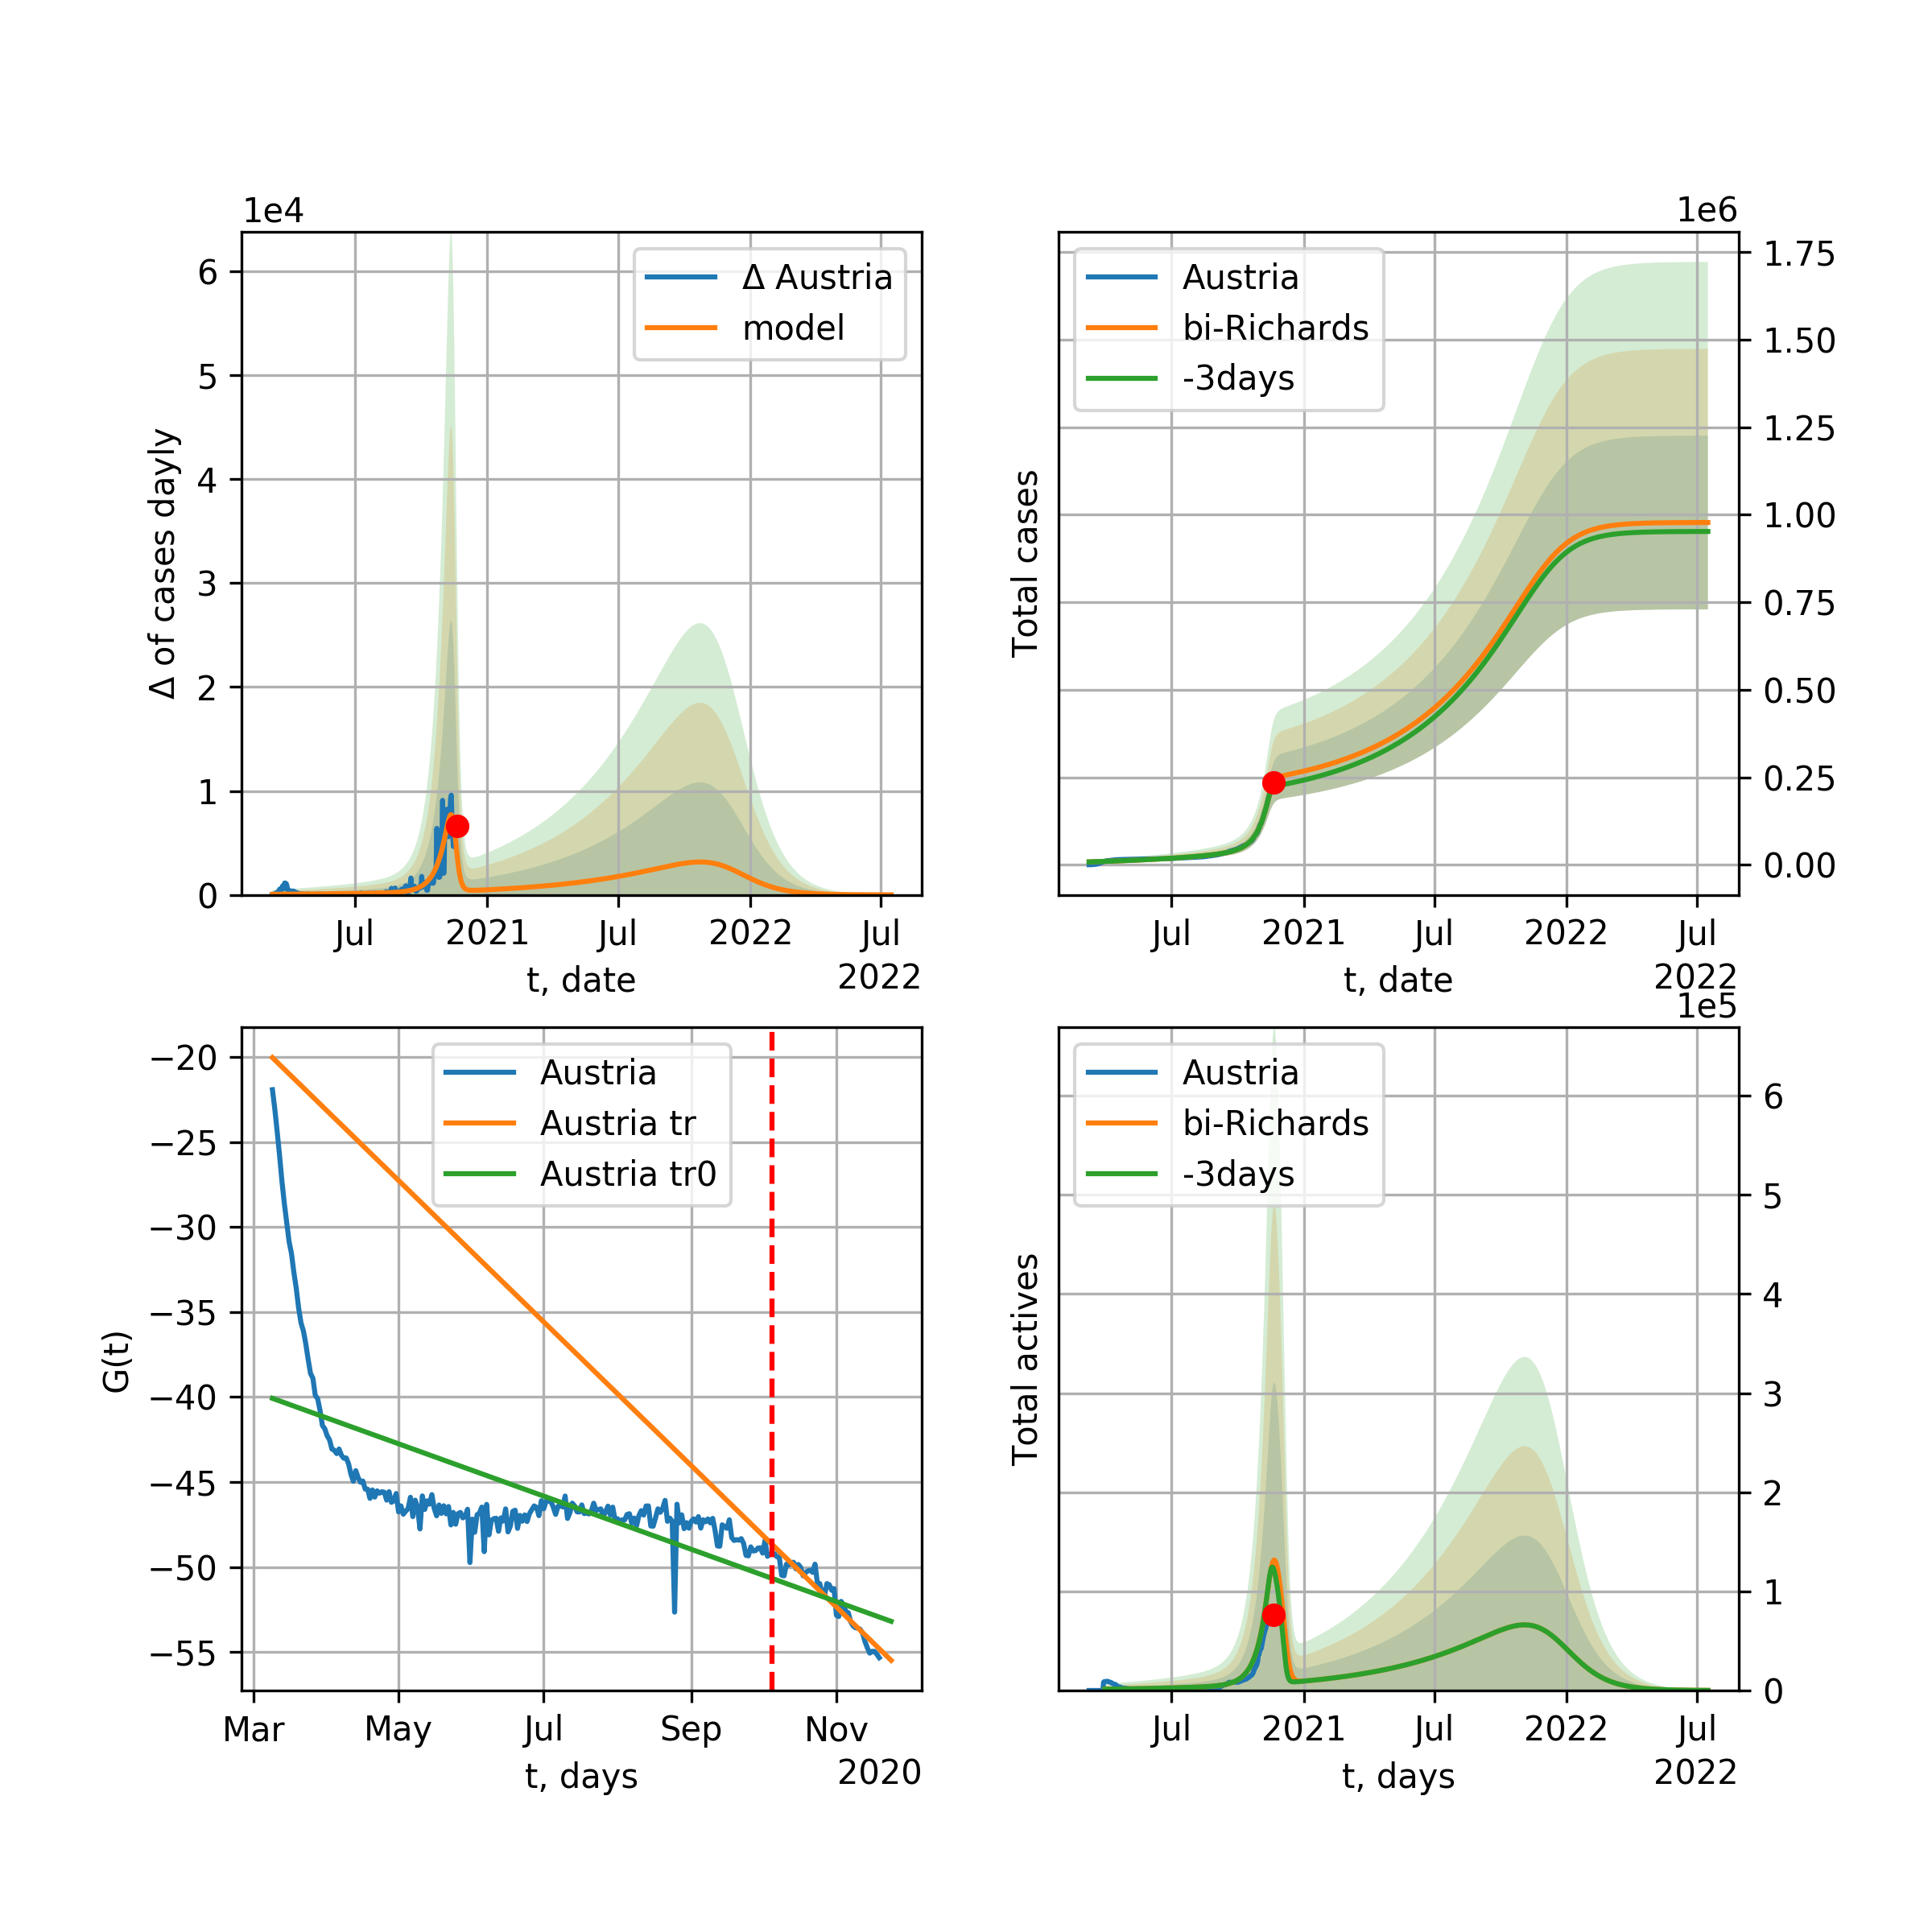 1e4
Δ of cases dayly
6
5
4
3
2
1
0
Δ Austria
model
Jul 2021 Jul 2022 Jul
2022
t, date
1e6
Total cases
Austria
bi-Richards
-3days
1.75
1.50
1.25
1.00
0.75
0.50
0.25
0.00
Jul 2021 Jul 2022 Jul
2022
t, date
G(t)
−20
−25
−30
−35
−40
−45
−50
−55
Austria
Austria tr
Austria tr0
Mar May Jul Sep Nov
2020
t, days
1e5
Total actives
Austria
bi-Richards
-3days
6
5
4
3
2
1
0
Jul 2021 Jul 2022 Jul
2022
t, days